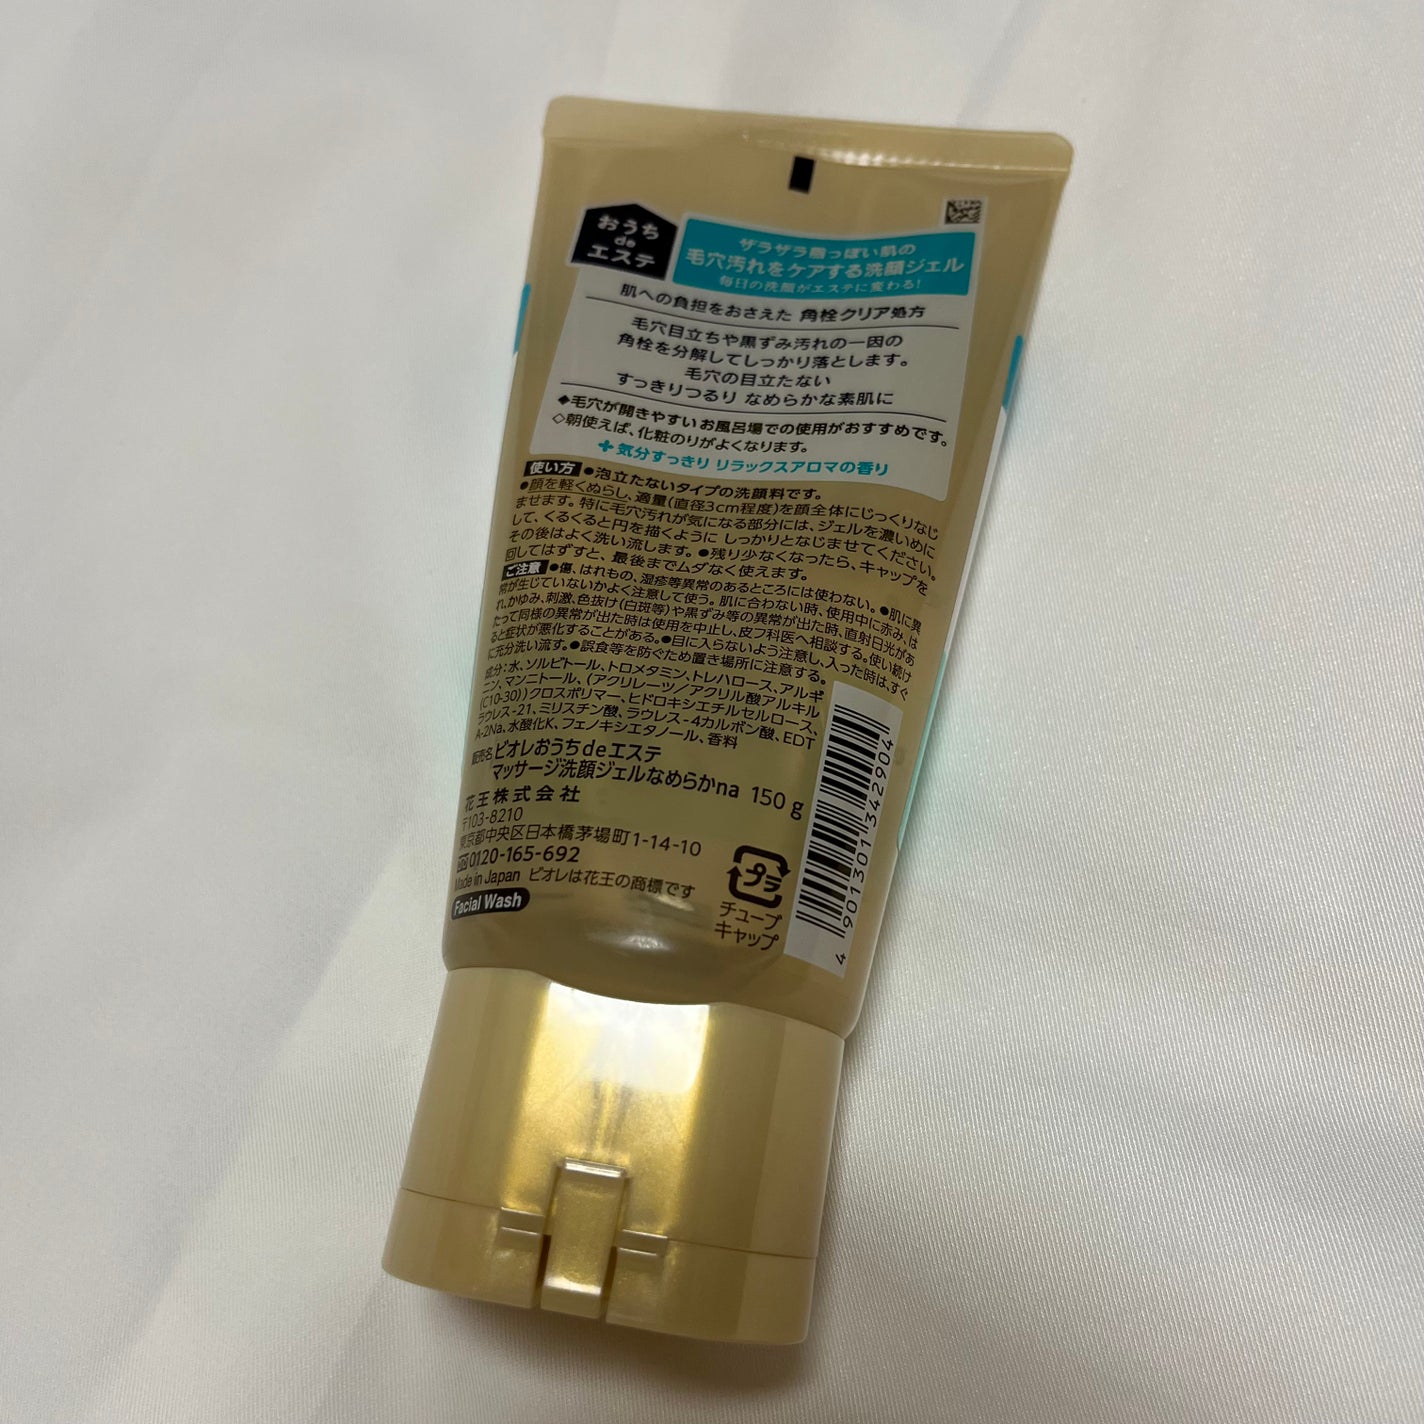 おうち
de
エステ
ザラザラ脂っぽい肌の
毛穴汚れをケアする洗顔ジェル
毎日の洗顔がエステに変わる!
肌への負担をおさえた 角栓クリア処方
毛穴目立ちや黒ずみ汚れの一因の
角栓を分解してしっかり落とします。
毛穴の目立たない
すっきりつるり なめらかな素肌に
◆毛穴が開きやすいお風呂場での使用がおすすめです。
◇朝使えば、化粧のりがよくなります。
+気分すっきり リラックスアロマの香り
使い方 ●泡立たないタイプの洗顔料です。
●顔を軽くぬらし、適量(直径3cm程度)を顔全体にじっくりなじ
ませます。特に毛穴汚れが気になる部分には、ジェルを濃いめに
して、くるくると円を描くように しっかりとなじませてください。
その後はよく洗い流します。●残り少なくなったら、キャップを
回してはずすと、最後までムダなく使えます。
ご注意 ●傷、はれもの、湿疹等異常のあるところには使わない。●肌に異
常が生じていないかよく注意して使う。肌に合わない時、使用中に赤み、は
れ、かゆみ、刺激、色抜け(白斑等)や黒ずみ等の異常が出た時、直射日光があ
たって同様の異常が出た時は使用を中止し、皮フ科医へ相談する。使い続け
ると症状が悪化することがある。●目に入らないよう注意し、入った時は、すぐ
に充分洗い流す。●誤食等を防ぐため置き場所に注意する。
成分:水、ソルビトール、トロメタミン、トレハロース、アルギ
ニン、マンニトール、(アクリレーツ/アクリル酸アルキル
(C10-30))クロスポリマー、ヒドロキシエチルセルロース、
ラウレス-21、ミリスチン酸、ラウレス-4カルボン酸、EDT
A-2Na、水酸化K、フェノキシエタノール、香料
販売名 ビオレおうちdeエステ
マッサージ洗顔ジェルなめらかna 150g
花王株式会社
〒103-8210
東京都中央区日本橋茅場町1-14-10
0120-165-692
Made in Japan ビオレは花王の商標です
Facial Wash
プラ
チューブ
キャップ
4 901301 342904